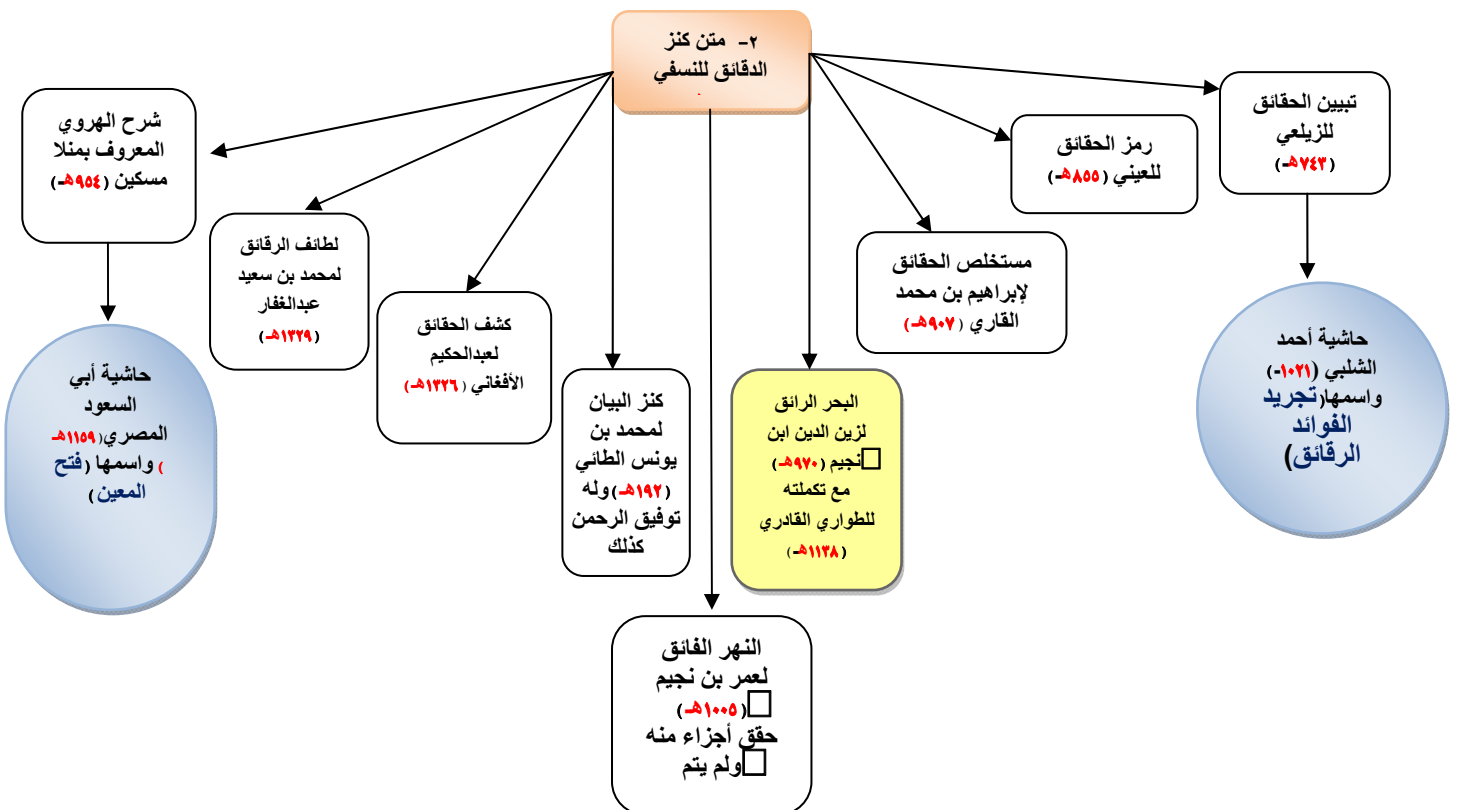 ٢- متن كنز
الدقائق للنسفي
تبيين الحقائق
للزيلعي
(٧٤٣هـ)
رمز الحقائق
للعيني (٨٥٥هـ)
مستخلص الحقائق
لإبراهيم بن محمد
القاري (٩٠٧هـ)
البحر الرائق
لزين الدين ابن
نجيم (٩٧٠هـ)
مع تكملته
للطواري القادري
(١١٣٨هـ)
النهر الفائق
لعمر بن نجيم
(١٠٠٥هـ)
حقق أجزاء منه
ولم يتم
كنز البيان
لمحمد بن
يونس الطائي
(١٩٢هـ) وله
توفيق الرحمن
كذلك
كشف الحقائق
لعبدالحكيم
الأفغاني (١٣٢٦هـ)
لطائف الرقائق
لمحمد بن سعيد
عبدالغفار
(١٣٢٩هـ)
شرح الهروي
المعروف بمنلا
مسكين (٩٥٤هـ)
حاشية أحمد
الشلبي (١٠٢١-)
واسمها(تجريد
الفوائد
الرقائق)
حاشية أبي
السعود
المصري(١١٥٩هـ
) واسمها (فتح
المعين)